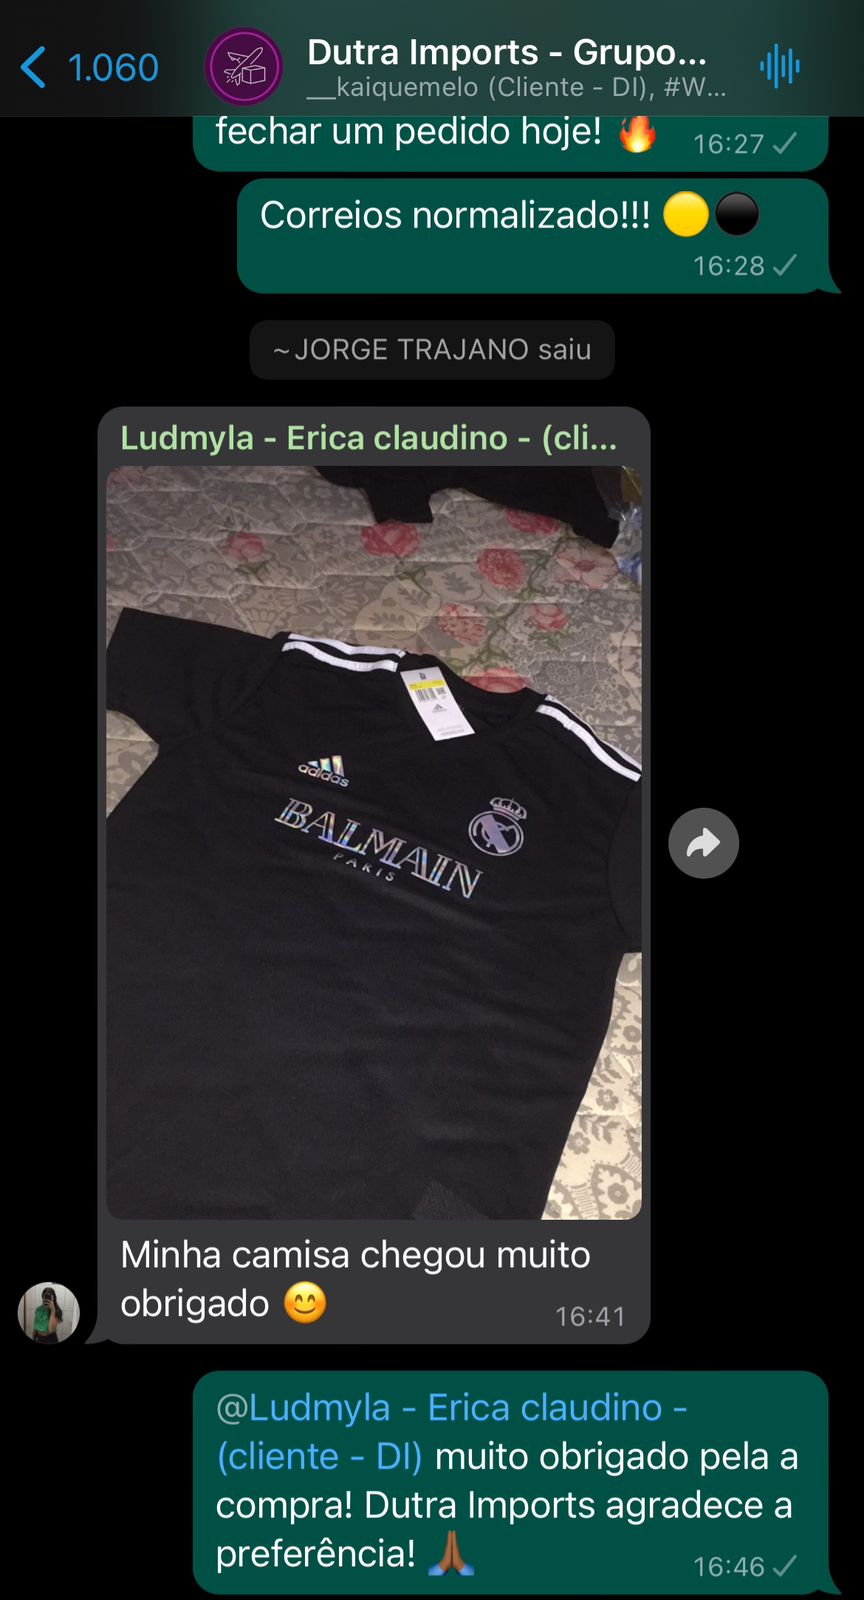 1.060
Dutra Imports - Grupo...
__kaiquemelo (Cliente - DI), #W...
fechar um pedido hoje! 🔥
16:27
Correios normalizado!!! 🟡⚫
16:28
~JORGE TRAJANO saiu
Ludmyla - Erica claudino - (cli...
adidas
BALMAIN
PARIS
Minha camisa chegou muito
obrigado 😊
16:41
@Ludmyla - Erica claudino -
(cliente - DI) muito obrigado pela a
compra! Dutra Imports agradece a
preferência! 🙏🏾
16:46